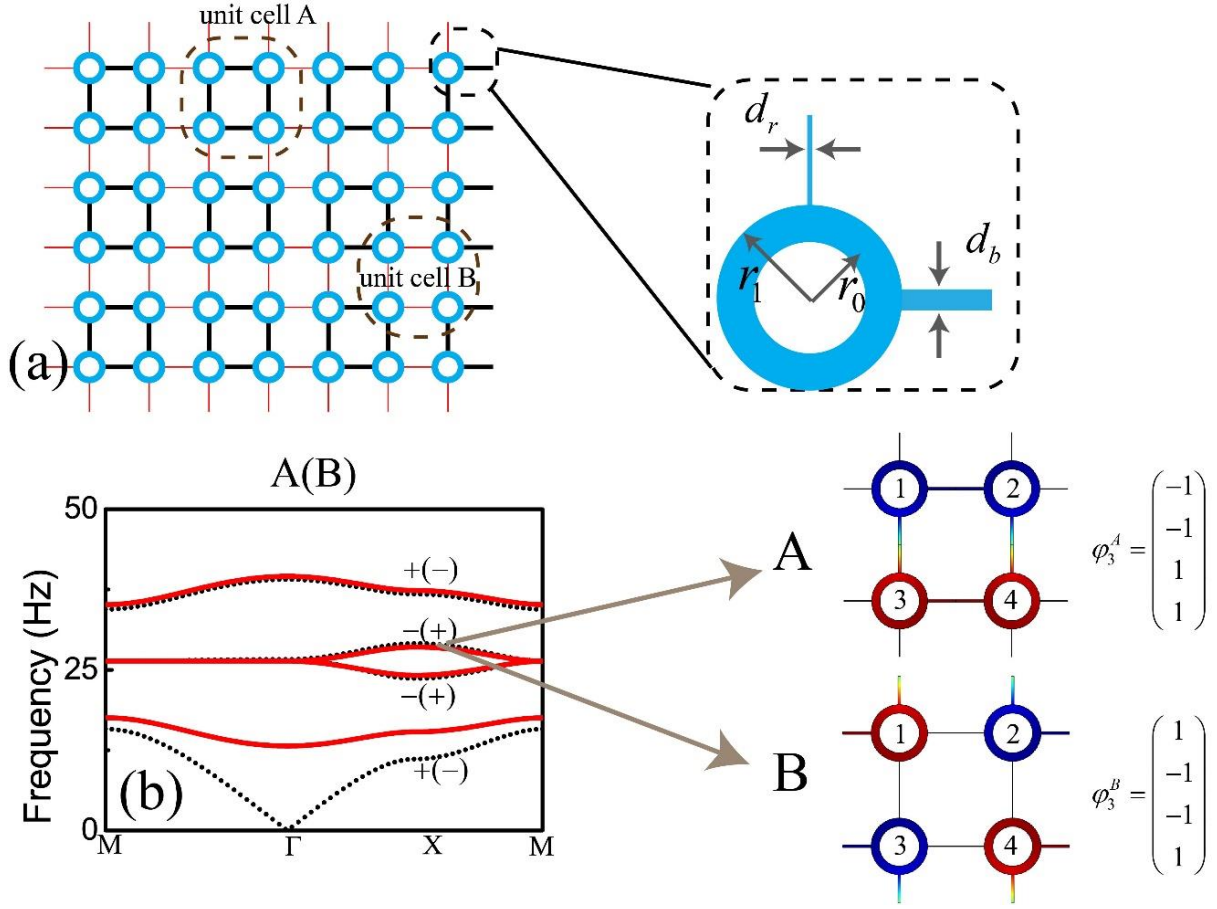 unit cell A
unit cell B
(a)
d_r
d_b
r_1
r_0
A(B)
50
25
0
Frequency (Hz)
+(−)
−(+)
−(+)
+(−)
(b)
M
Γ
X
M
A
1
2
3
4
φ_3^A = (−1
−1
1
1)
B
1
2
3
4
φ_3^B = (1
−1
−1
1)